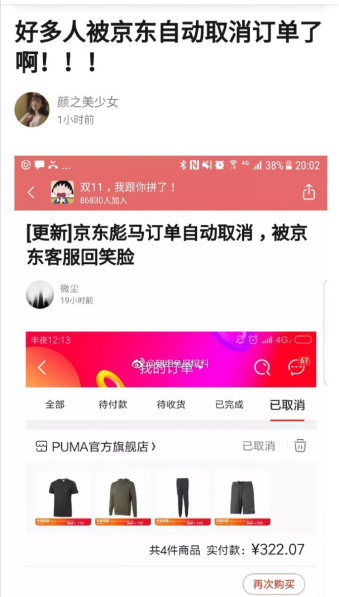 好多人被京东自动取消订单了
啊！！！
颜之美少女
1小时前
... 4G 38% 20:02
双11，我跟你拼了！
86830人加入
[更新]京东彪马订单自动取消，被京
东客服回笑脸
微尘
19小时前
半夜12:13 4G
我的订单
67
全部 待付款 待收货 已完成 已取消
PUMA官方旗舰店 已取消
共4件商品 实付款：¥322.07
再次购买